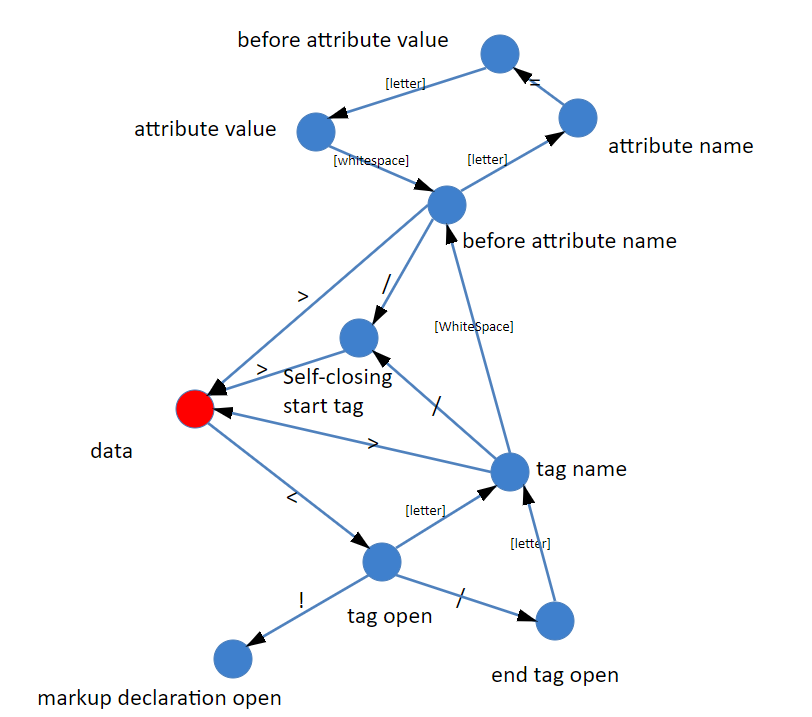 before attribute value
[letter]
=
attribute value
[whitespace]
[letter]
attribute name
before attribute name
>
/
[WhiteSpace]
>
Self-closing
start tag
/
data
>
tag name
<
[letter]
[letter]
!
/
tag open
end tag open
markup declaration open